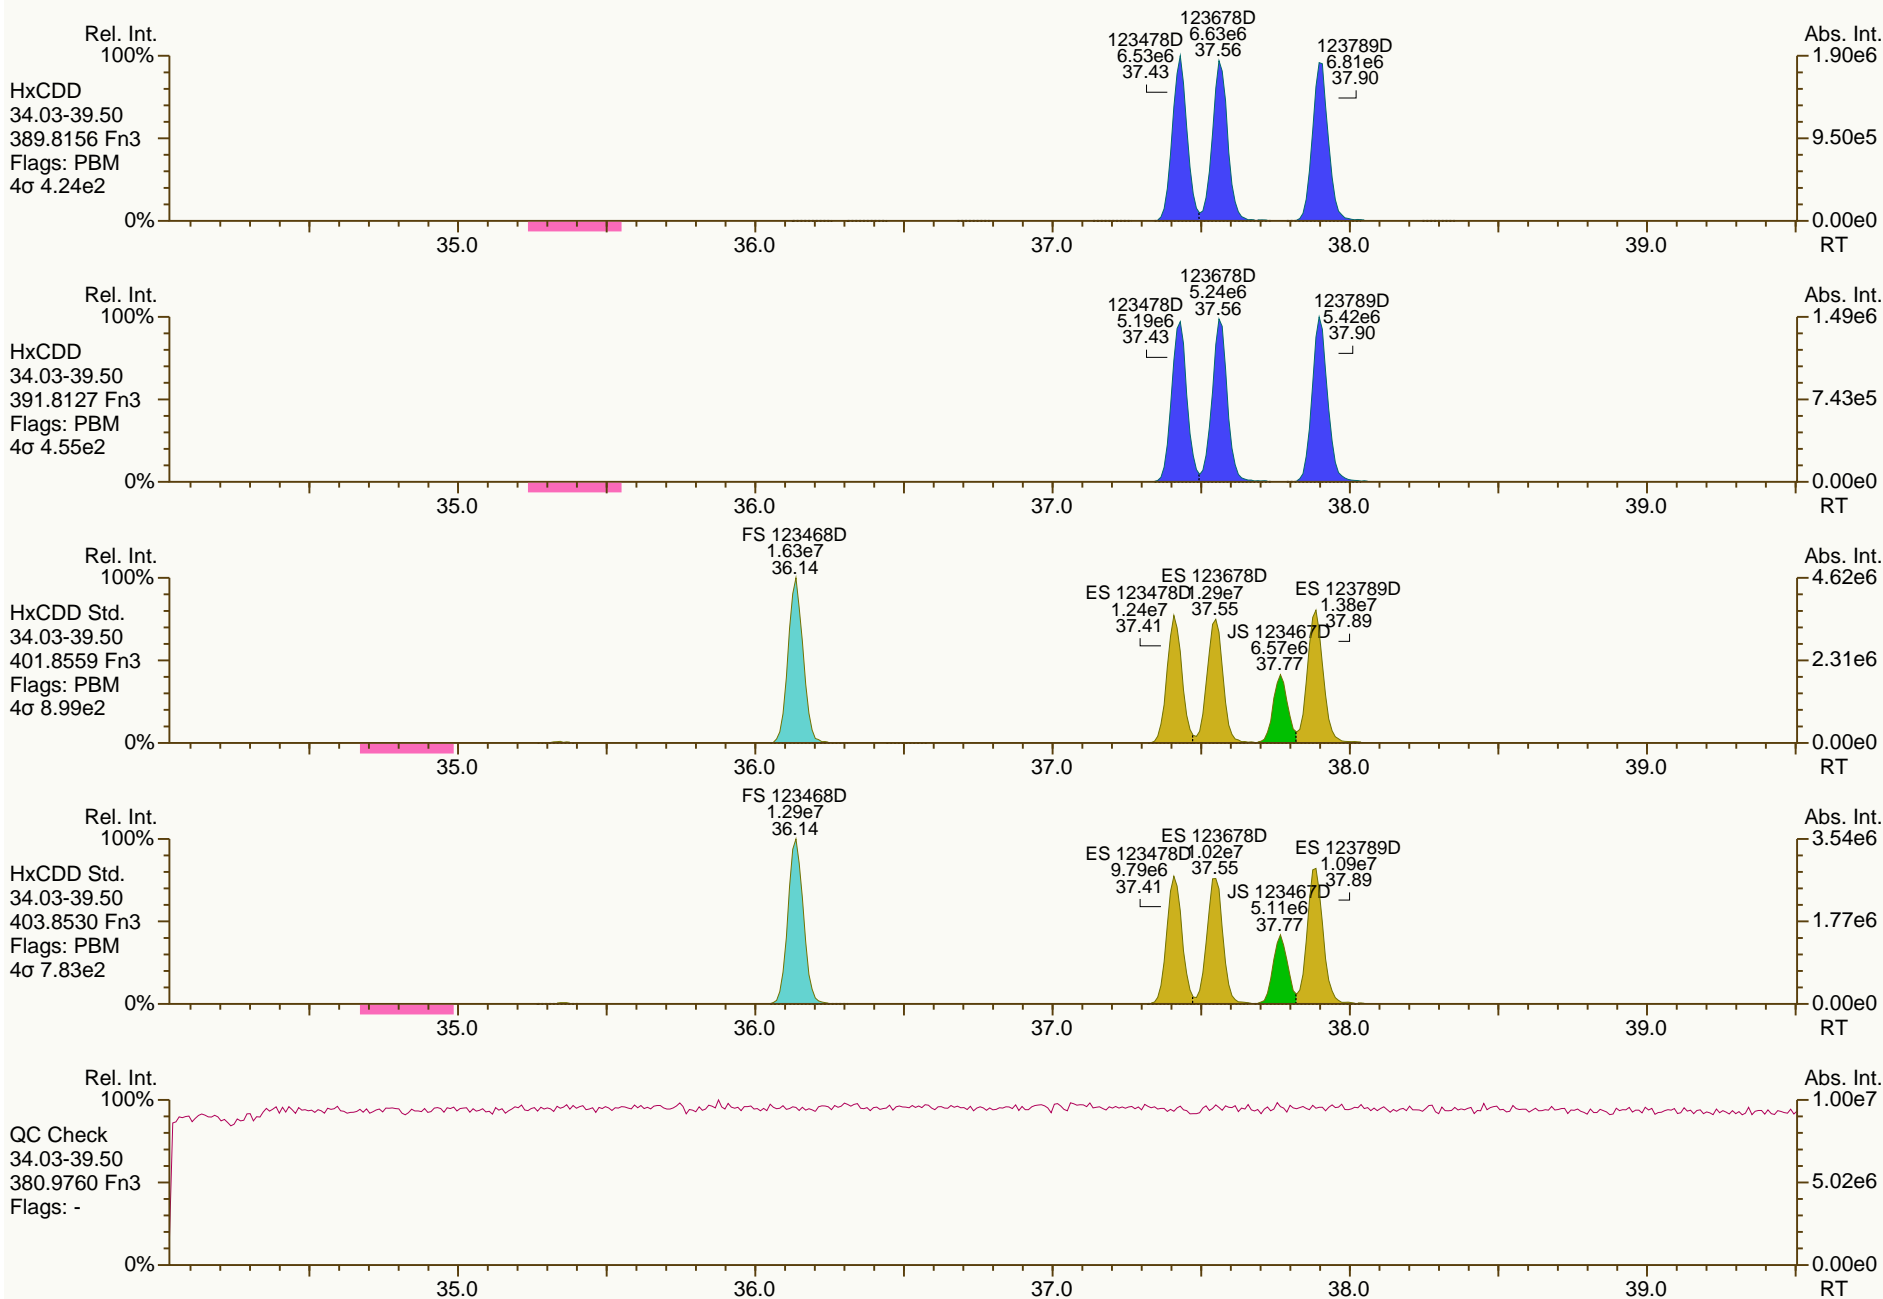 Rel. Int.
100%
0%
HxCDD
34.03-39.50
389.8156 Fn3
Flags: PBM
4σ 4.24e2
123478D
6.53e6
37.43
123678D
6.63e6
37.56
123789D
6.81e6
37.90
Abs. Int.
1.90e6
9.50e5
0.00e0
35.0 36.0 37.0 38.0 39.0 RT
Rel. Int.
100%
0%
HxCDD
34.03-39.50
391.8127 Fn3
Flags: PBM
4σ 4.55e2
123478D
5.19e6
37.43
123678D
5.24e6
37.56
123789D
5.42e6
37.90
Abs. Int.
1.49e6
7.43e5
0.00e0
35.0 36.0 37.0 38.0 39.0 RT
Rel. Int.
100%
0%
HxCDD Std.
34.03-39.50
401.8559 Fn3
Flags: PBM
4σ 8.99e2
FS 123468D
1.63e7
36.14
ES 123478D
1.24e7
37.41
ES 123678D
1.29e7
37.55
JS 123467D
6.57e6
37.77
ES 123789D
1.38e7
37.89
Abs. Int.
4.62e6
2.31e6
0.00e0
35.0 36.0 37.0 38.0 39.0 RT
Rel. Int.
100%
0%
HxCDD Std.
34.03-39.50
403.8530 Fn3
Flags: PBM
4σ 7.83e2
FS 123468D
1.29e7
36.14
ES 123478D
9.79e6
37.41
ES 123678D
1.02e7
37.55
JS 123467D
5.11e6
37.77
ES 123789D
1.09e7
37.89
Abs. Int.
3.54e6
1.77e6
0.00e0
35.0 36.0 37.0 38.0 39.0 RT
Rel. Int.
100%
0%
QC Check
34.03-39.50
380.9760 Fn3
Flags: -
Abs. Int.
1.00e7
5.02e6
0.00e0
35.0 36.0 37.0 38.0 39.0 RT